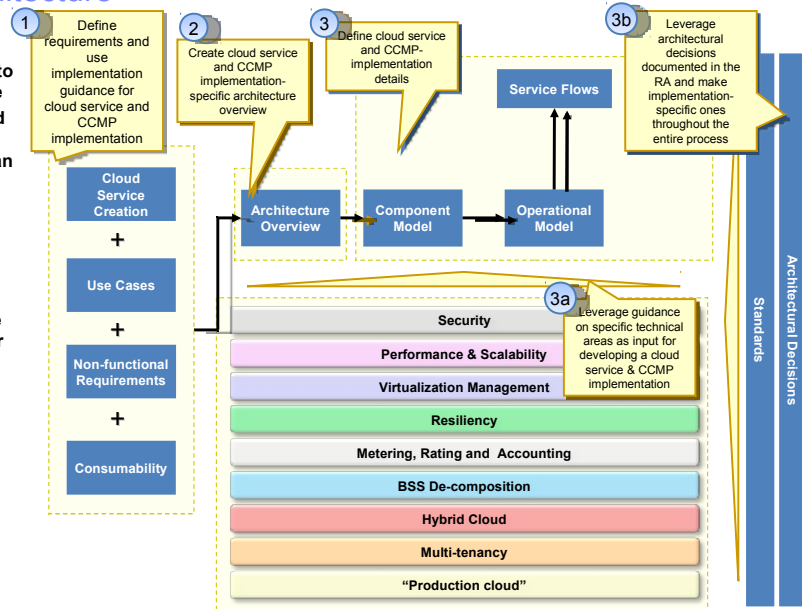 1
Define
requirements and
use
implementation
guidance for
cloud service and
CCMP
implementation
2
Create cloud service
and CCMP
implementation-
specific architecture
overview
3
Define cloud service
and CCMP-
implementation
details
3b
Leverage
architectural
decisions
documented in the
RA and make
implementation-
specific ones
throughout the
entire process
to
an
Cloud
Service
Creation
+
Use Cases
+
Non-functional
Requirements
+
Consumability
Architecture
Overview
Component
Model
Operational
Model
Service Flows
3a
Leverage guidance
on specific technical
areas as input for
developing a cloud
service & CCMP
implementation
Security
Performance & Scalability
Virtualization Management
Resiliency
Metering, Rating and Accounting
BSS De-composition
Hybrid Cloud
Multi-tenancy
“Production cloud”
Standards
Architectural Decisions